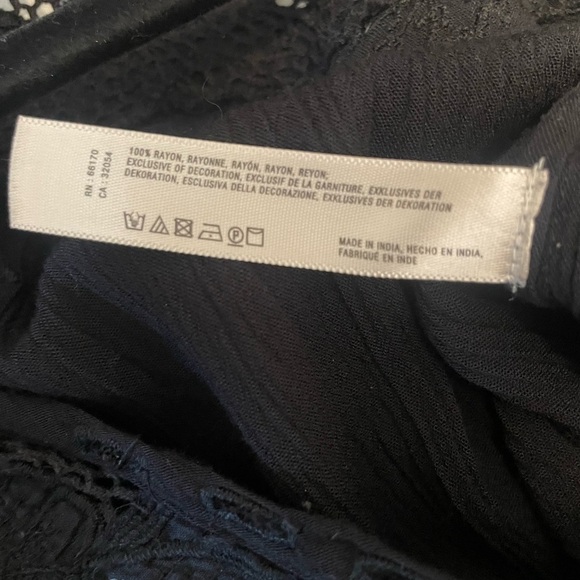 RN : 66170
CA : 32054
100% RAYON, RAYONNE, RAYÓN, RAYON, REYON;
EXCLUSIVE OF DECORATION, EXCLUSIF DE LA GARNITURE, EXKLUSIVES DER
DEKORATION, ESCLUSIVA DELLA DECORAZIONE, EXKLUSIVES DER DEKORATION
MADE IN INDIA, HECHO EN INDIA,
FABRIQUÉ EN INDE